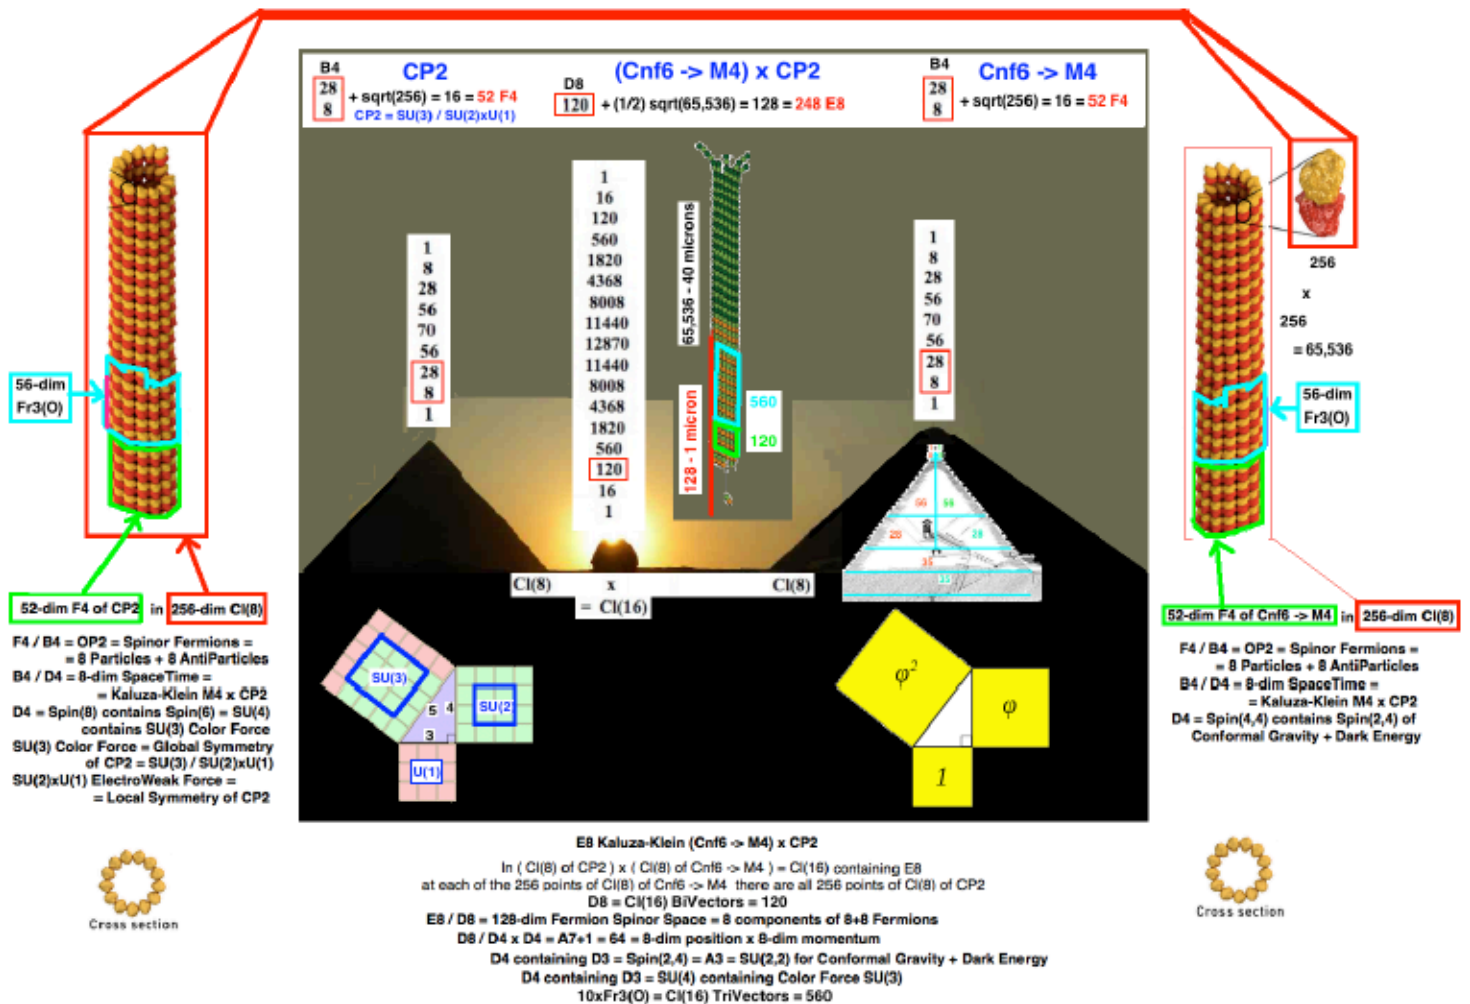 B4
28
8
CP2
+ sqrt(256) = 16 = 52 F4
CP2 = SU(3) / SU(2)xU(1)
(Cnf6 -> M4) x CP2
D8
120
+ (1/2) sqrt(65,536) = 128 = 248 E8
B4
28
8
Cnf6 -> M4
+ sqrt(256) = 16 = 52 F4
1
8
28
56
70
56
28
8
1
1
16
120
560
1820
4368
8008
11440
12870
11440
8008
4368
1820
560
120
16
1
65,536 - 40 microns
128 - 1 micron
560
120
1
8
28
56
70
56
28
8
1
256
x
256
= 65,536
56-dim
Fr3(O)
56-dim
Fr3(O)
56
56
28
28
35
35
Cl(8) x Cl(8)
= Cl(16)
52-dim F4 of CP2 in 256-dim Cl(8)
F4 / B4 = OP2 = Spinor Fermions =
= 8 Particles + 8 AntiParticles
B4 / D4 = 8-dim SpaceTime =
= Kaluza-Klein M4 x CP2
D4 = Spin(8) contains Spin(6) = SU(4)
contains SU(3) Color Force
SU(3) Color Force = Global Symmetry
of CP2 = SU(3) / SU(2)xU(1)
SU(2)xU(1) ElectroWeak Force =
= Local Symmetry of CP2
SU(3)
SU(2)
5 4
3
U(1)
φ²
φ
1
52-dim F4 of Cnf6 -> M4 in 256-dim Cl(8)
F4 / B4 = OP2 = Spinor Fermions =
= 8 Particles + 8 AntiParticles
B4 / D4 = 8-dim SpaceTime =
= Kaluza-Klein M4 x CP2
D4 = Spin(4,4) contains Spin(2,4) of
Conformal Gravity + Dark Energy
Cross section
Cross section
E8 Kaluza-Klein (Cnf6 -> M4) x CP2
In ( Cl(8) of CP2 ) x ( Cl(8) of Cnf6 -> M4 ) = Cl(16) containing E8
at each of the 256 points of Cl(8) of Cnf6 -> M4 there are all 256 points of Cl(8) of CP2
D8 = Cl(16) BiVectors = 120
E8 / D8 = 128-dim Fermion Spinor Space = 8 components of 8+8 Fermions
D8 / D4 x D4 = A7+1 = 64 = 8-dim position x 8-dim momentum
D4 containing D3 = Spin(2,4) = A3 = SU(2,2) for Conformal Gravity + Dark Energy
D4 containing D3 = SU(4) containing Color Force SU(3)
10xFr3(O) = Cl(16) TriVectors = 560